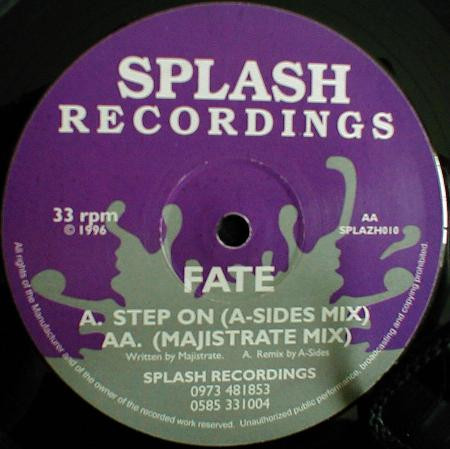 SPLASH
RECORDINGS
33 rpm
© 1996
AA
SPLAZH010
FATE
A. STEP ON (A-SIDES MIX)
AA. (MAJISTRATE MIX)
Written by Majistrate. A. Remix by A-Sides
SPLASH RECORDINGS
0973 481853
0585 331004
All rights of the Manufacturer and of the owner of the recorded work reserved. Unauthorized public performance, broadcasting and copying prohibited.